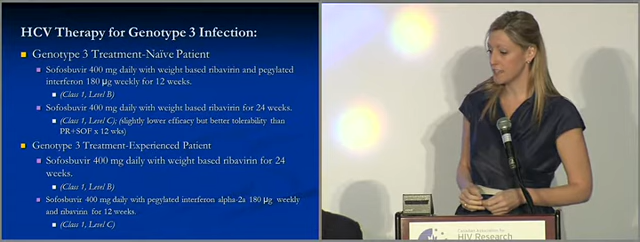 HCV Therapy for Genotype 3 Infection:
Genotype 3 Treatment-Naïve Patient
Sofosbuvir 400 mg daily with weight based ribavirin and pegylated
interferon 180 µg weekly for 12 weeks.
(Class 1, Level B)
Sofosbuvir 400 mg daily with weight based ribavirin for 24 weeks.
(Class 1, Level C); (slightly lower efficacy but better tolerability than
PR+SOF x 12 wks)
Genotype 3 Treatment-Experienced Patient
Sofosbuvir 400 mg daily with weight based ribavirin for 24
weeks.
(Class 1, Level B)
Sofosbuvir 400 mg daily with pegylated interferon alpha-2a 180 µg weekly
and ribavirin for 12 weeks.
(Class 1, Level C)
Canadian Association for
HIV Research